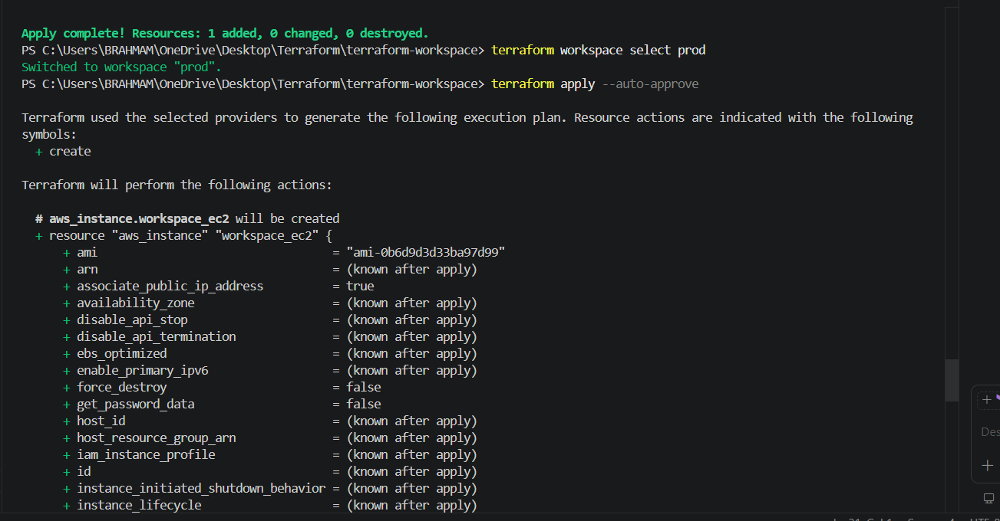 Apply complete! Resources: 1 added, 0 changed, 0 destroyed.
PS C:\Users\BRAHMAM\OneDrive\Desktop\Terraform\terraform-workspace> terraform workspace select prod
Switched to workspace "prod".
PS C:\Users\BRAHMAM\OneDrive\Desktop\Terraform\terraform-workspace> terraform apply --auto-approve
Terraform used the selected providers to generate the following execution plan. Resource actions are indicated with the following
symbols:
+ create
Terraform will perform the following actions:
# aws_instance.workspace_ec2 will be created
+ resource "aws_instance" "workspace_ec2" {
+ ami = "ami-0b6d9d3d33ba97d99"
+ arn = (known after apply)
+ associate_public_ip_address = true
+ availability_zone = (known after apply)
+ disable_api_stop = (known after apply)
+ disable_api_termination = (known after apply)
+ ebs_optimized = (known after apply)
+ enable_primary_ipv6 = (known after apply)
+ force_destroy = false
+ get_password_data = false
+ host_id = (known after apply)
+ host_resource_group_arn = (known after apply)
+ iam_instance_profile = (known after apply)
+ id = (known after apply)
+ instance_initiated_shutdown_behavior = (known after apply)
+ instance_lifecycle = (known after apply)
Des